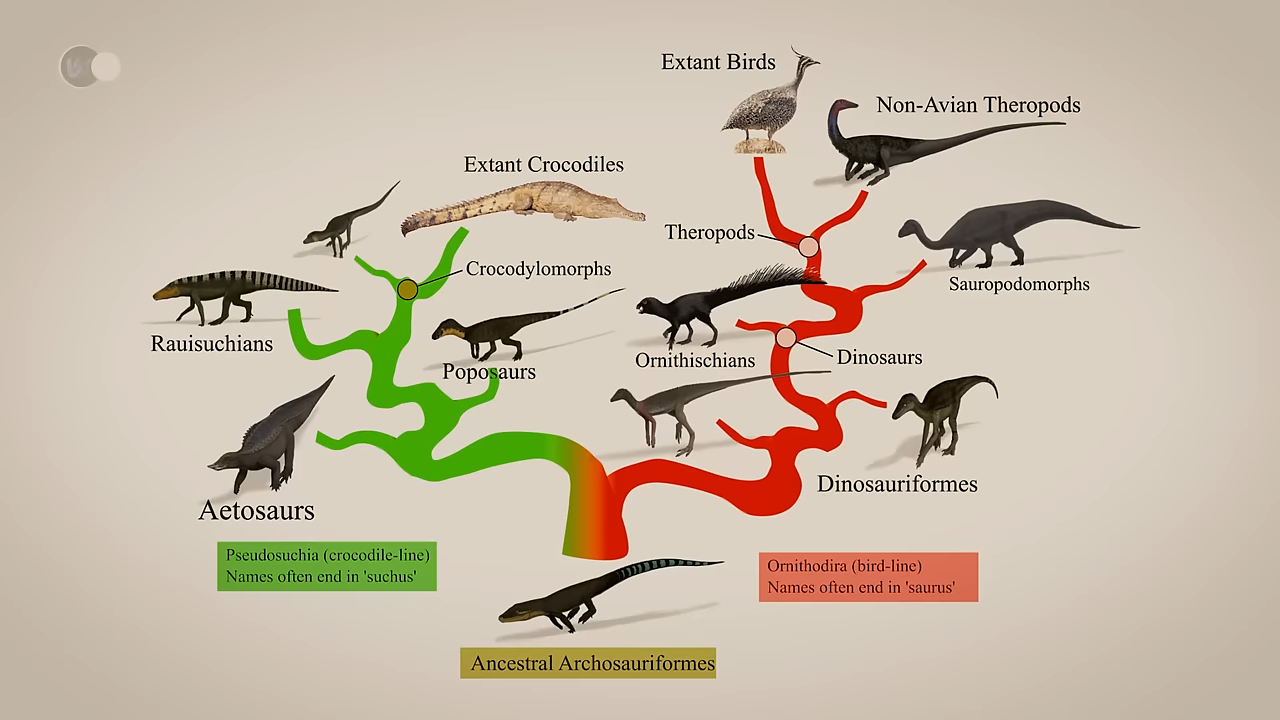 Extant Birds
Non-Avian Theropods
Extant Crocodiles
Theropods
Crocodylomorphs
Sauropodomorphs
Rauisuchians
Ornithischians
Dinosaurs
Poposaurs
Dinosauriformes
Aetosaurs
Pseudosuchia (crocodile-line)
Names often end in 'suchus'
Ornithodira (bird-line)
Names often end in 'saurus'
Ancestral Archosauriformes